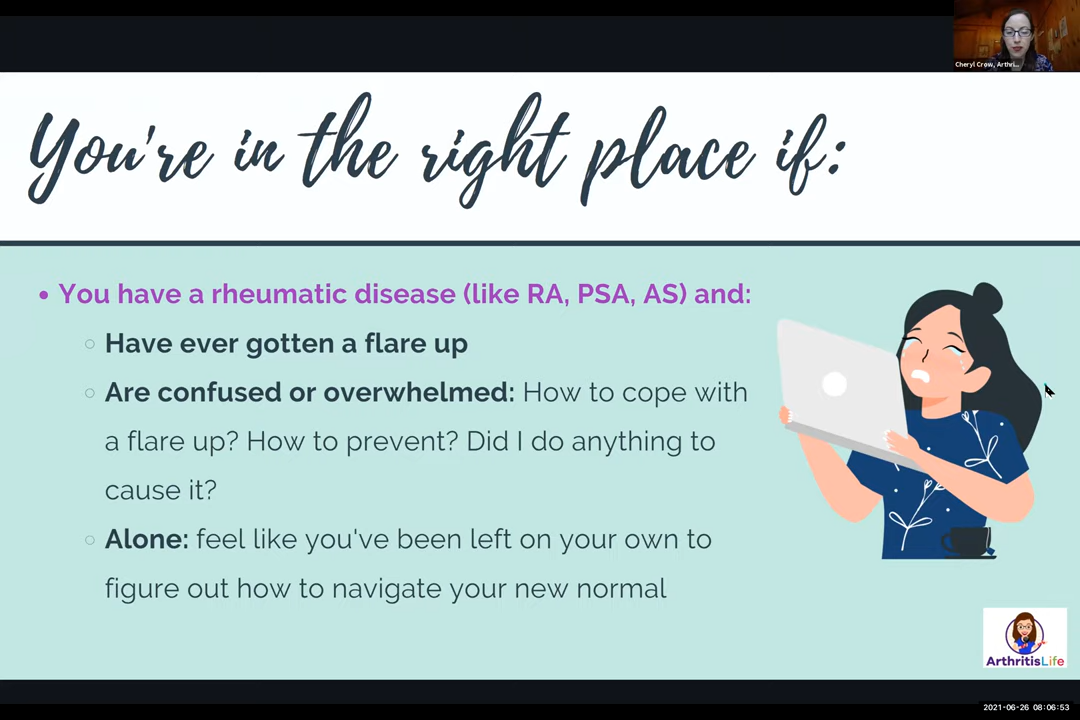 Cheryl Crow, Arthri...
You're in the right place if:
• You have a rheumatic disease (like RA, PSA, AS) and:
○ Have ever gotten a flare up
○ Are confused or overwhelmed: How to cope with
a flare up? How to prevent? Did I do anything to
cause it?
○ Alone: feel like you've been left on your own to
figure out how to navigate your new normal
ArthritisLife
2021-06-26 08:06:53